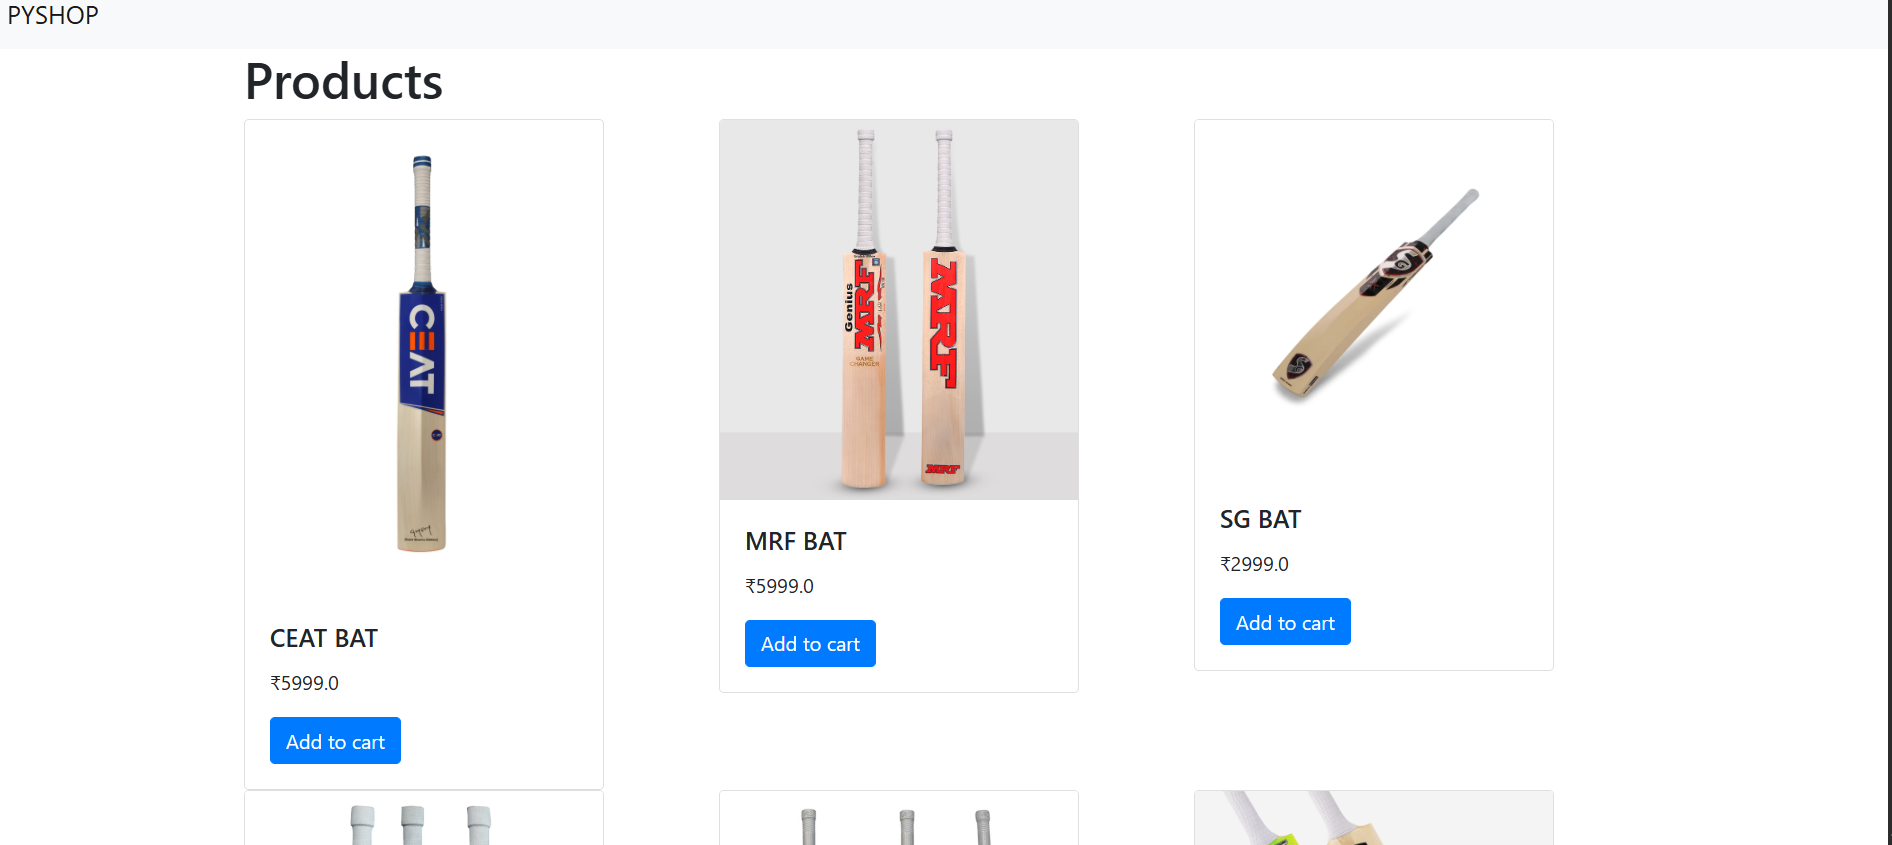 PYSHOP
Products
CEAT
CEAT BAT
₹5999.0
Add to cart
Genius
MRF
GAME
CHANGER
MRF
MRF
MRF BAT
₹5999.0
Add to cart
SG
SG BAT
₹2999.0
Add to cart